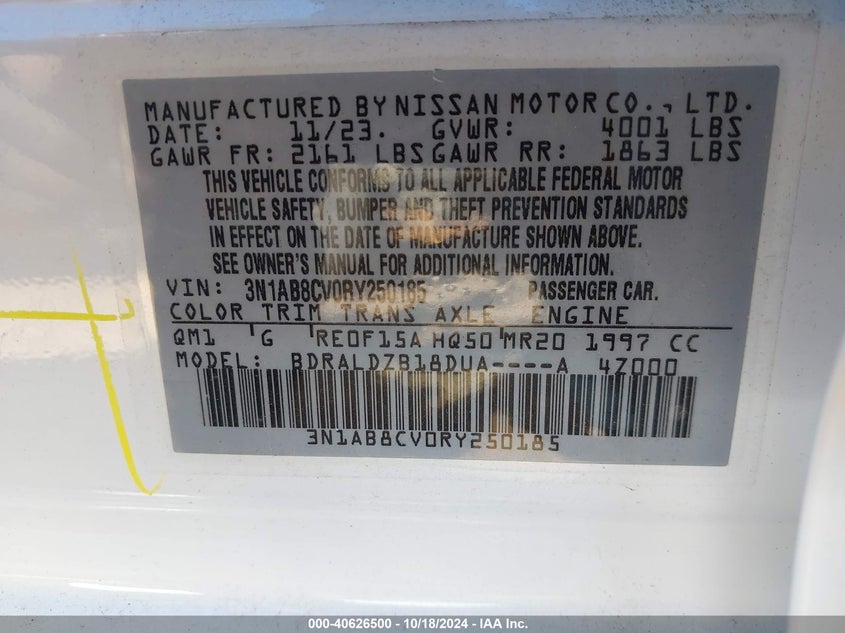 MANUFACTURED BY NISSAN MOTOR CO., LTD.
DATE: 11/23. GVWR: 4001 LBS
GAWR FR: 2161 LBS GAWR RR: 1863 LBS
THIS VEHICLE CONFORMS TO ALL APPLICABLE FEDERAL MOTOR
VEHICLE SAFETY, BUMPER AND THEFT PREVENTION STANDARDS
IN EFFECT ON THE DATE OF MANUFACTURE SHOWN ABOVE.
SEE OWNER'S MANUAL FOR ADDITIONAL INFORMATION.
VIN: 3N1AB8CV0RY250185 PASSENGER CAR.
COLOR TRIM TRANS AXLE ENGINE
QM1 G RE0F15A HQ50 MR20 1997 CC
MODEL: BDRALDZB18DUA----A 4Z000
3N1AB8CV0RY250185
000-40626500 - 10/18/2024 - IAA Inc.